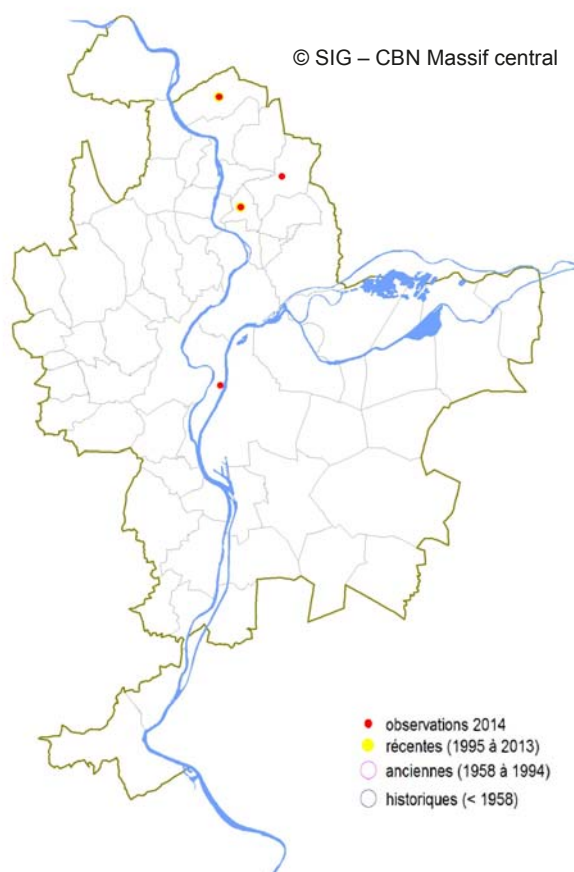 © SIG – CBN Massif central
observations 2014
récentes (1995 à 2013)
anciennes (1958 à 1994)
historiques (< 1958)